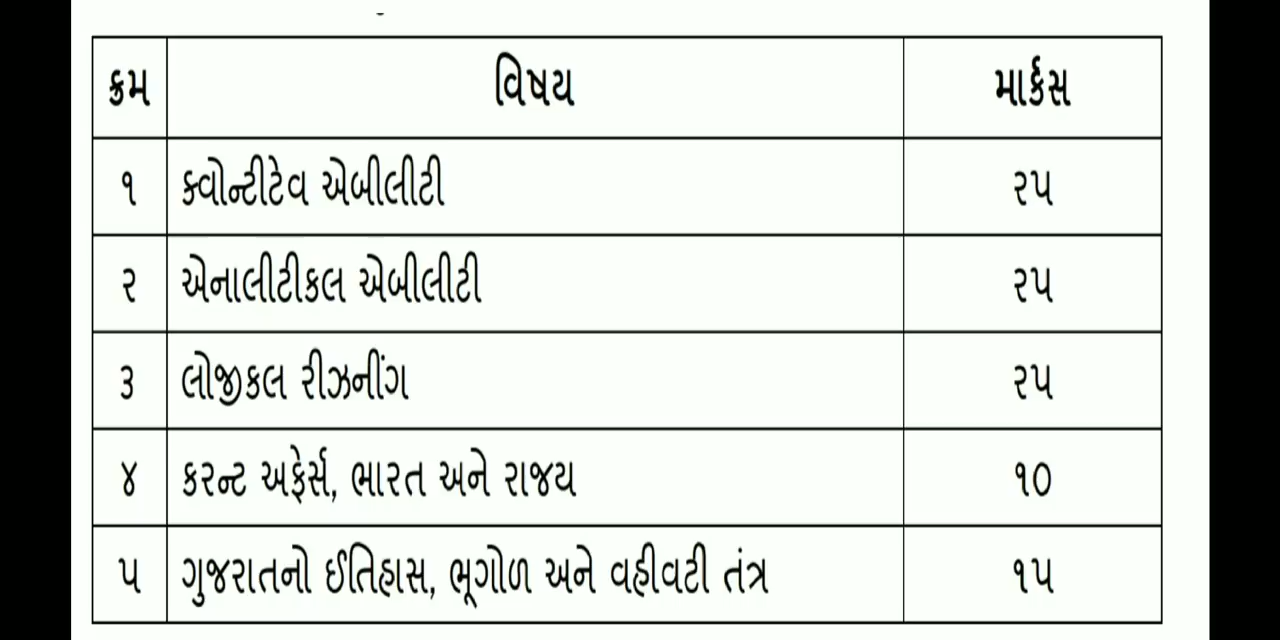 ક્રમ વિષય માર્ક્સ
૧ ક્વોન્ટીટેવ એબીલીટી ૨૫
૨ એનાલીટીકલ એબીલીટી ૨૫
૩ લોજીકલ રીઝનીંગ ૨૫
૪ કરન્ટ અફેર્સ, ભારત અને રાજ્ય ૧૦
૫ ગુજરાતનો ઈતિહાસ, ભૂગોળ અને વહીવટી તંત્ર ૧૫